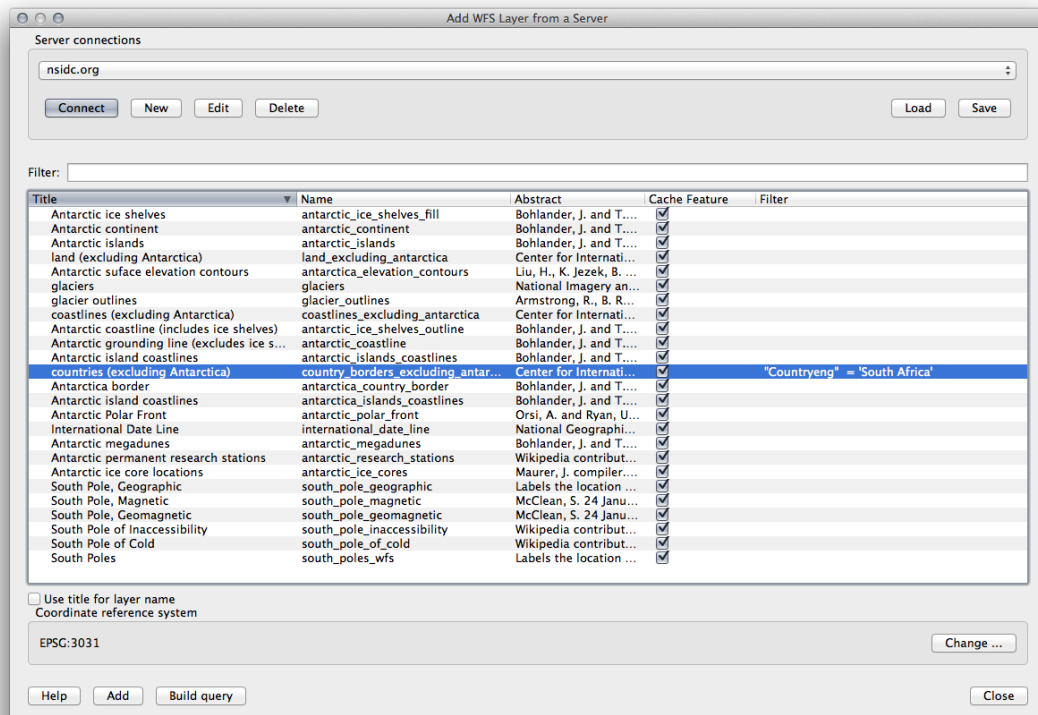 Add WFS Layer from a Server
Server connections
nsidc.org
Connect New Edit Delete Load Save
Filter:
Title Name Abstract Cache Feature Filter
Antarctic ice shelves antarctic_ice_shelves_fill Bohlander, J. and T....
Antarctic continent antarctic_continent Bohlander, J. and T....
Antarctic islands antarctic_islands Bohlander, J. and T....
land (excluding Antarctica) land_excluding_antarctica Center for Internati...
Antarctic suface elevation contours antarctica_elevation_contours Liu, H., K. Jezek, B. ...
glaciers glaciers National Imagery an...
glacier outlines glacier_outlines Armstrong, R., B. R...
coastlines (excluding Antarctica) coastlines_excluding_antarctica Center for Internati...
Antarctic coastline (includes ice shelves) antarctic_ice_shelves_outline Bohlander, J. and T....
Antarctic grounding line (excludes ice s... antarctic_coastline Bohlander, J. and T....
Antarctic island coastlines antarctic_islands_coastlines Bohlander, J. and T....
countries (excluding Antarctica) country_borders_excluding_antar... Center for Internati... "Countryeng" = 'South Africa'
Antarctica border antarctica_country_border Bohlander, J. and T....
Antarctic island coastlines antarctica_islands_coastlines Bohlander, J. and T....
Antarctic Polar Front antarctic_polar_front Orsi, A. and Ryan, U...
International Date Line international_date_line National Geographi...
Antarctic megadunes antarctic_megadunes Bohlander, J. and T....
Antarctic permanent research stations antarctic_research_stations Wikipedia contribut...
Antarctic ice core locations antarctic_ice_cores Maurer, J. compiler....
South Pole, Geographic south_pole_geographic Labels the location ...
South Pole, Magnetic south_pole_magnetic McClean, S. 24 Janu...
South Pole, Geomagnetic south_pole_geomagnetic McClean, S. 24 Janu...
South Pole of Inaccessibility south_pole_inaccessibility Wikipedia contribut...
South Pole of Cold south_pole_of_cold Wikipedia contribut...
South Poles south_poles_wfs Labels the location ...
Use title for layer name
Coordinate reference system
EPSG:3031 Change ...
Help Add Build query Close